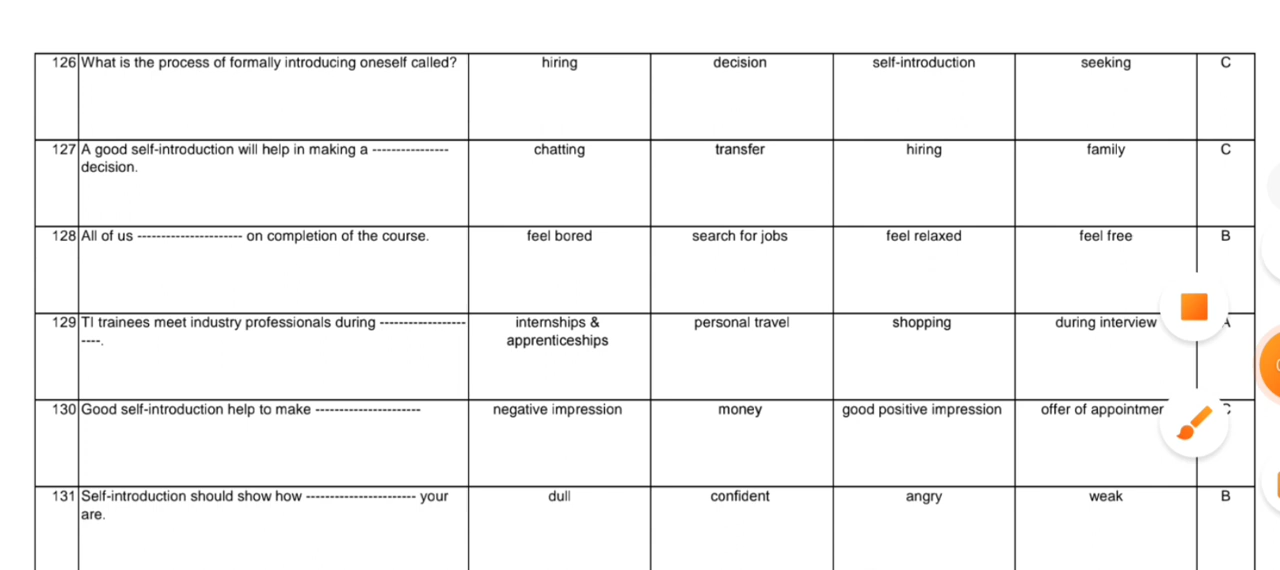 126 What is the process of formally introducing oneself called? hiring decision self-introduction seeking C
127 A good self-introduction will help in making a ---------------- chatting transfer hiring family C
decision.
128 All of us ---------------------- on completion of the course. feel bored search for jobs feel relaxed feel free B
129 TI trainees meet industry professionals during ------------------ internships & personal travel shopping during interview
----. apprenticeships
130 Good self-introduction help to make ---------------------- negative impression money good positive impression offer of
131 Self-introduction should show how ----------------------- your dull confident angry weak B
are.